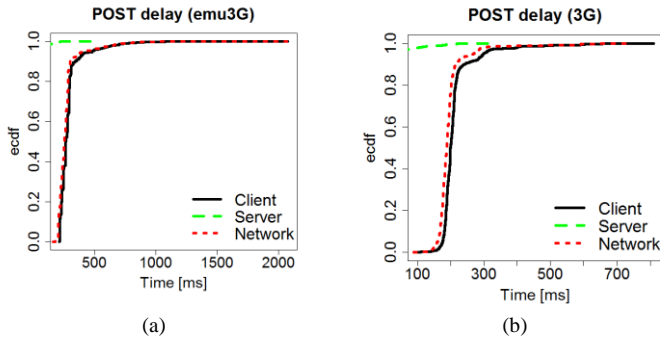 POST delay (emu3G)
ecdf
0.0 0.2 0.4 0.6 0.8 1.0
Client
Server
Network
500 1000 1500 2000
Time [ms]
(a)
POST delay (3G)
ecdf
0.0 0.2 0.4 0.6 0.8 1.0
Client
Server
Network
100 300 500 700
Time [ms]
(b)